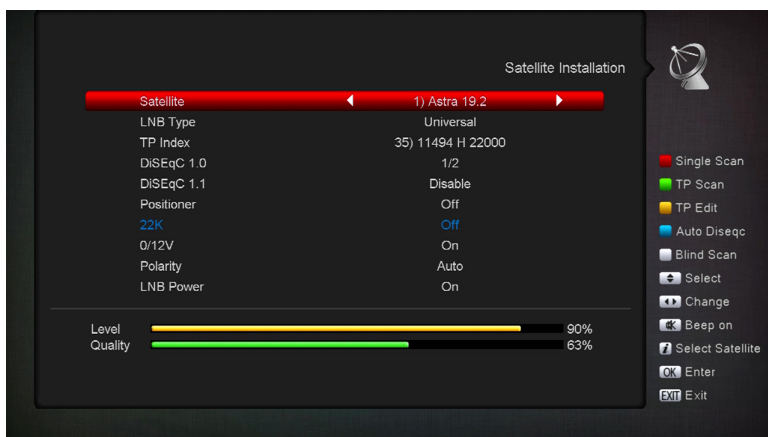 Satellite Installation
Satellite 1) Astra 19.2
LNB Type Universal
TP Index 35) 11494 H 22000
DiSEqC 1.0 1/2
DiSEqC 1.1 Disable
Positioner Off
22K Off
0/12V On
Polarity Auto
LNB Power On
Level 90%
Quality 63%
Single Scan
TP Scan
TP Edit
Auto Diseqc
Blind Scan
Select
Change
Beep on
i Select Satellite
OK Enter
EXIT Exit